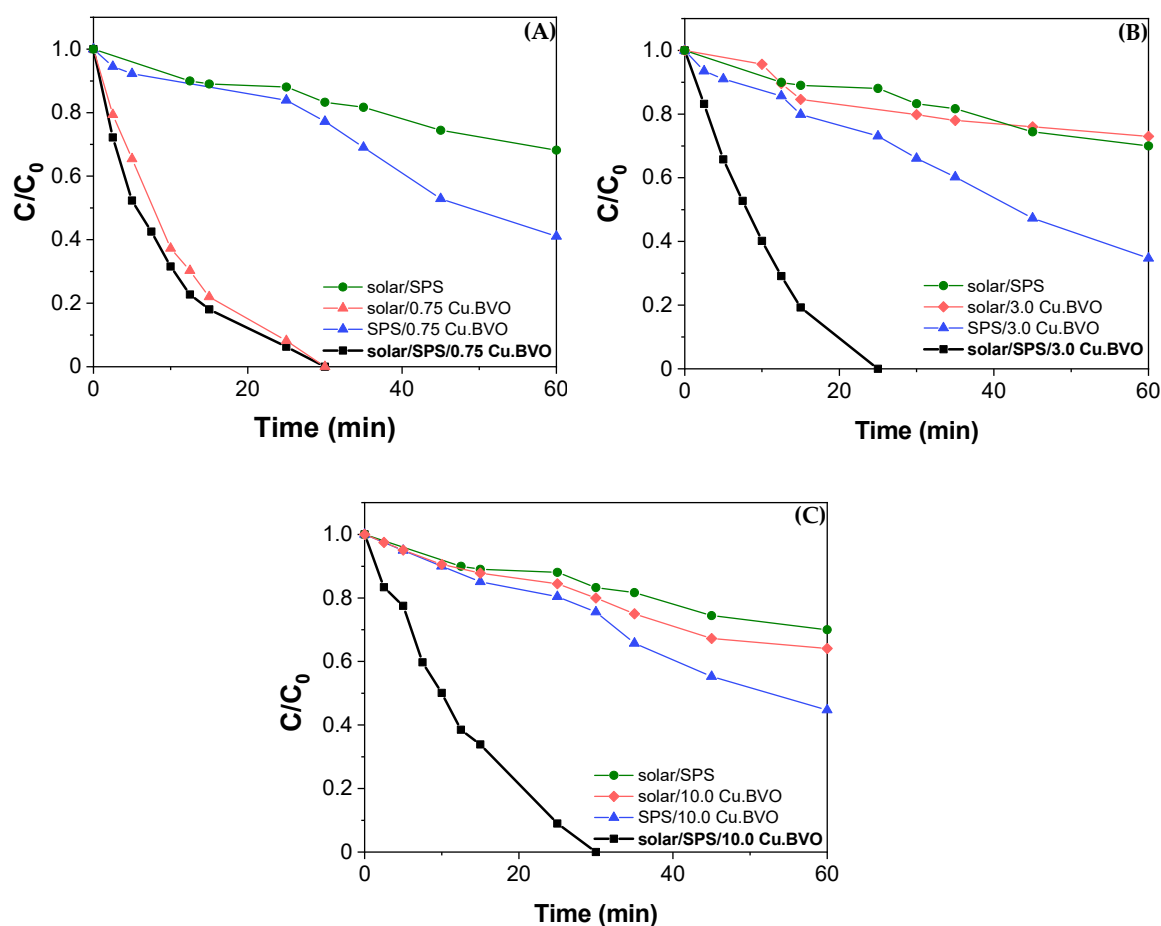 (A)
C/C0
1.0
0.8
0.6
0.4
0.2
0
solar/SPS
solar/0.75 Cu.BVO
SPS/0.75 Cu.BVO
solar/SPS/0.75 Cu.BVO
0 20 40 60
Time (min)
(B)
C/C0
1.0
0.8
0.6
0.4
0.2
0
solar/SPS
solar/3.0 Cu.BVO
SPS/3.0 Cu.BVO
solar/SPS/3.0 Cu.BVO
0 20 40 60
Time (min)
(C)
C/C0
1.0
0.8
0.6
0.4
0.2
0
solar/SPS
solar/10.0 Cu.BVO
SPS/10.0 Cu.BVO
solar/SPS/10.0 Cu.BVO
0 20 40 60
Time (min)